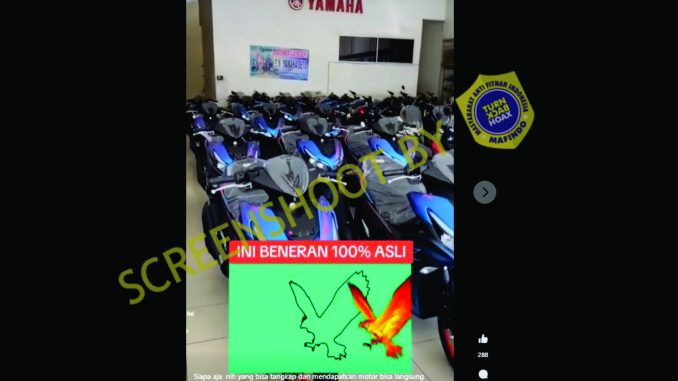 YAMAHA
SCREENSHOOT BY
MASYARAKAT ANTI FITNAH INDONESIA
TURN
BACK
HOAX
MAFINDO
INI BENERAN 100% ASLI
Siapa aja nih yang bisa tangkap dan mendapatkan motor bisa langsung
288